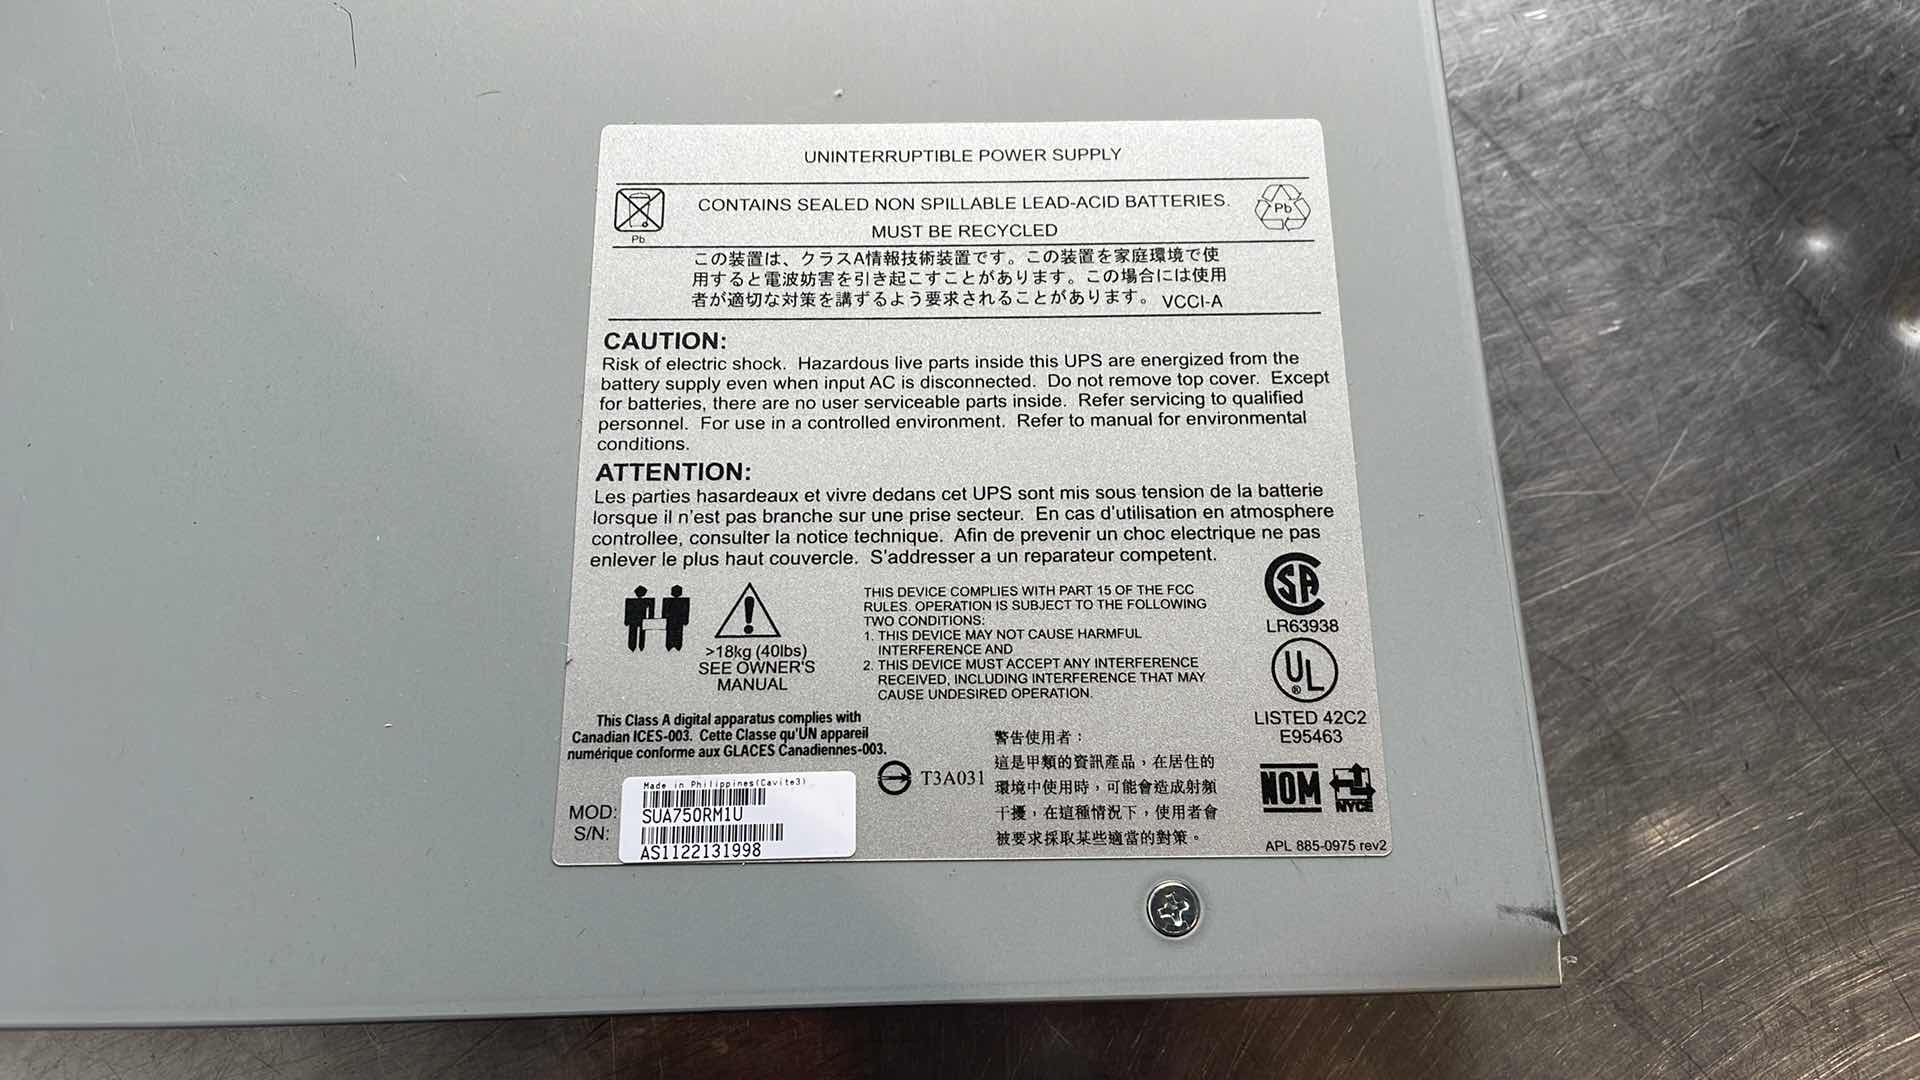 UNINTERRUPTIBLE POWER SUPPLY
CONTAINS SEALED NON SPILLABLE LEAD-ACID BATTERIES.
MUST BE RECYCLED
Pb
Pb
この装置は、クラスA情報技術装置です。この装置を家庭環境で使
用すると電波妨害を引き起こすことがあります。この場合には使用
者が適切な対策を講ずるよう要求されることがあります。 VCCI-A
CAUTION:
Risk of electric shock. Hazardous live parts inside this UPS are energized from the
battery supply even when input AC is disconnected. Do not remove top cover. Except
for batteries, there are no user serviceable parts inside. Refer servicing to qualified
personnel. For use in a controlled environment. Refer to manual for environmental
conditions.
ATTENTION:
Les parties hasardeaux et vivre dedans cet UPS sont mis sous tension de la batterie
lorsque il n'est pas branche sur une prise secteur. En cas d'utilisation en atmosphere
controllee, consulter la notice technique. Afin de prevenir un choc electrique ne pas
enlever le plus haut couvercle. S'addresser a un reparateur competent.
>18kg (40lbs)
SEE OWNER'S
MANUAL
THIS DEVICE COMPLIES WITH PART 15 OF THE FCC
RULES. OPERATION IS SUBJECT TO THE FOLLOWING
TWO CONDITIONS:
1. THIS DEVICE MAY NOT CAUSE HARMFUL
INTERFERENCE AND
2. THIS DEVICE MUST ACCEPT ANY INTERFERENCE
RECEIVED, INCLUDING INTERFERENCE THAT MAY
CAUSE UNDESIRED OPERATION.
SA
LR63938
UL
®
LISTED 42C2
E95463
This Class A digital apparatus complies with
Canadian ICES-003. Cette Classe qu'UN appareil
numérique conforme aux GLACES Canadiennes-003.
T3A031
警告使用者：
這是甲類的資訊產品，在居住的
環境中使用時，可能會造成射頻
干擾，在這種情況下，使用者會
被要求採取某些適當的對策。
NOM
NYCE
Made in Philippines(Cavite3)
MOD: SUA750RM1U
S/N: AS1122131998
APL 885-0975 rev2